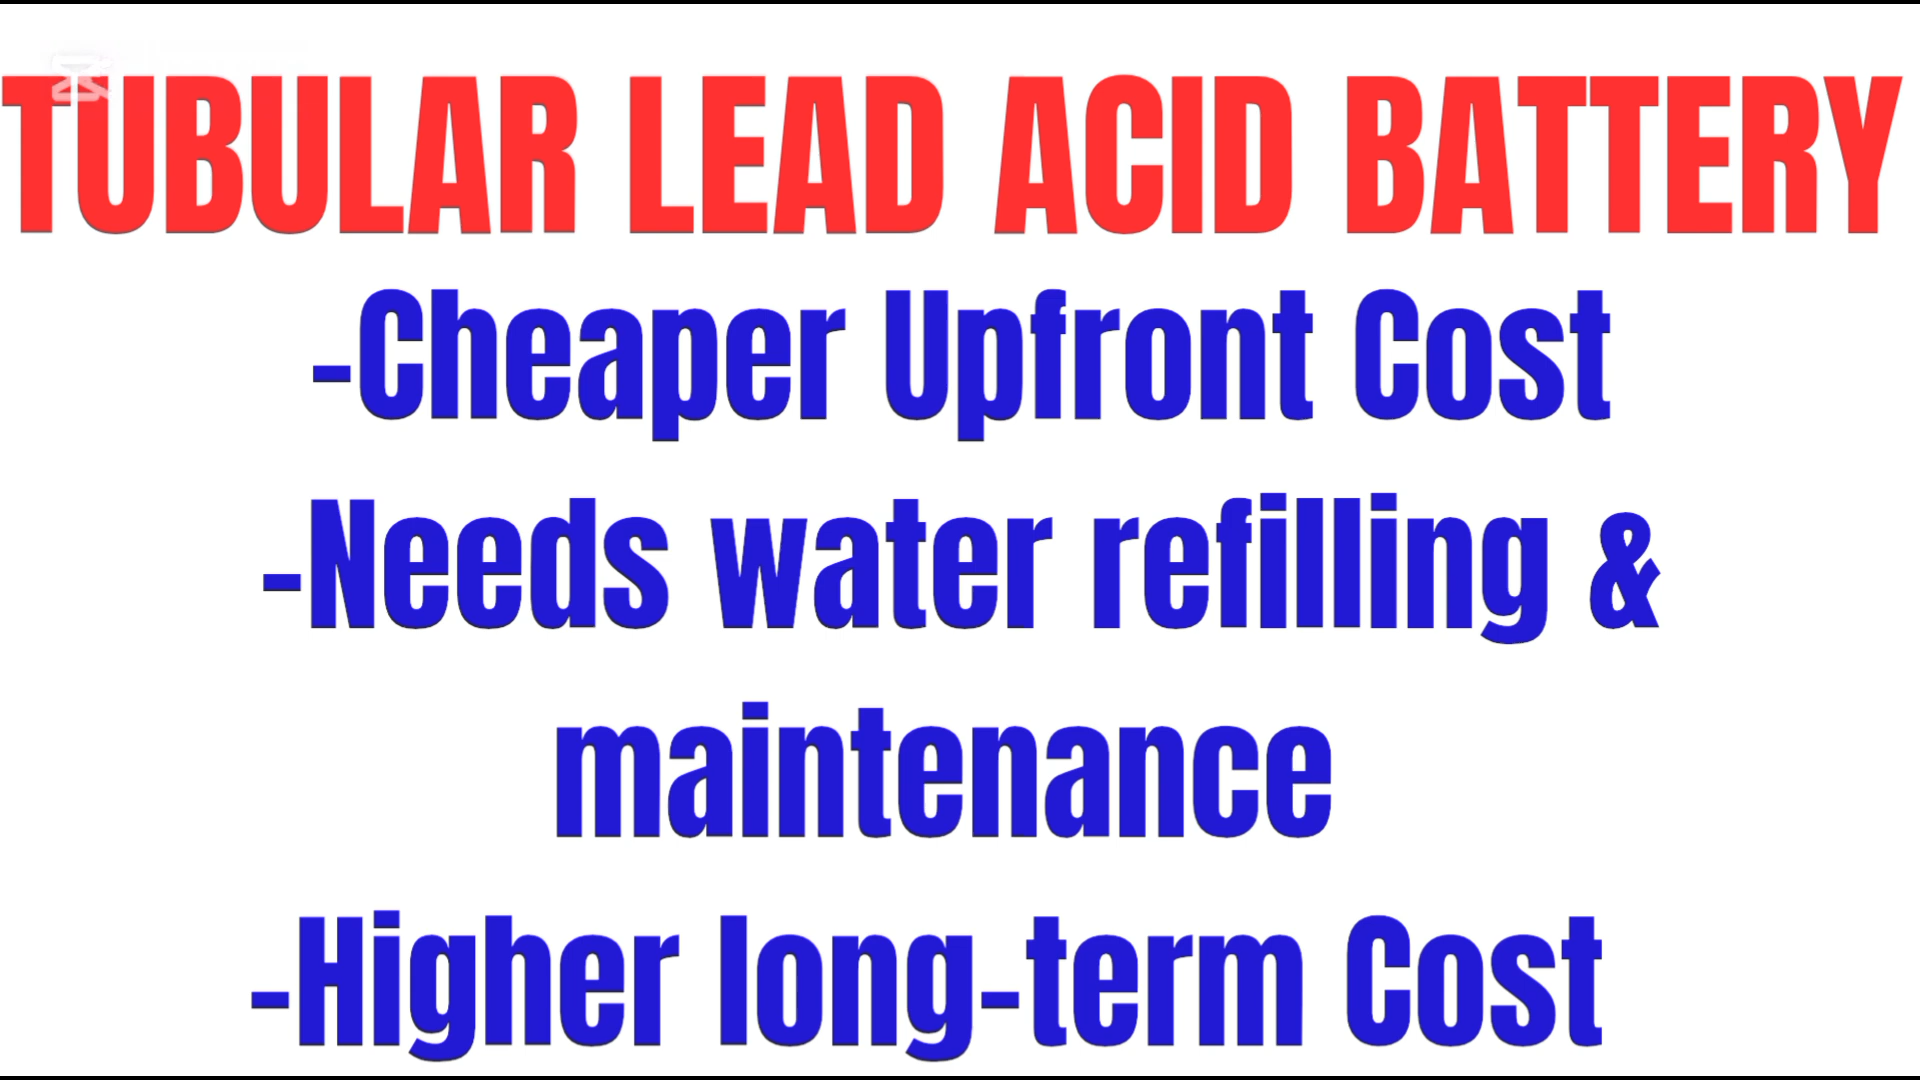 TUBULAR LEAD ACID BATTERY
-Cheaper Upfront Cost
-Needs water refilling &
maintenance
-Higher long-term Cost